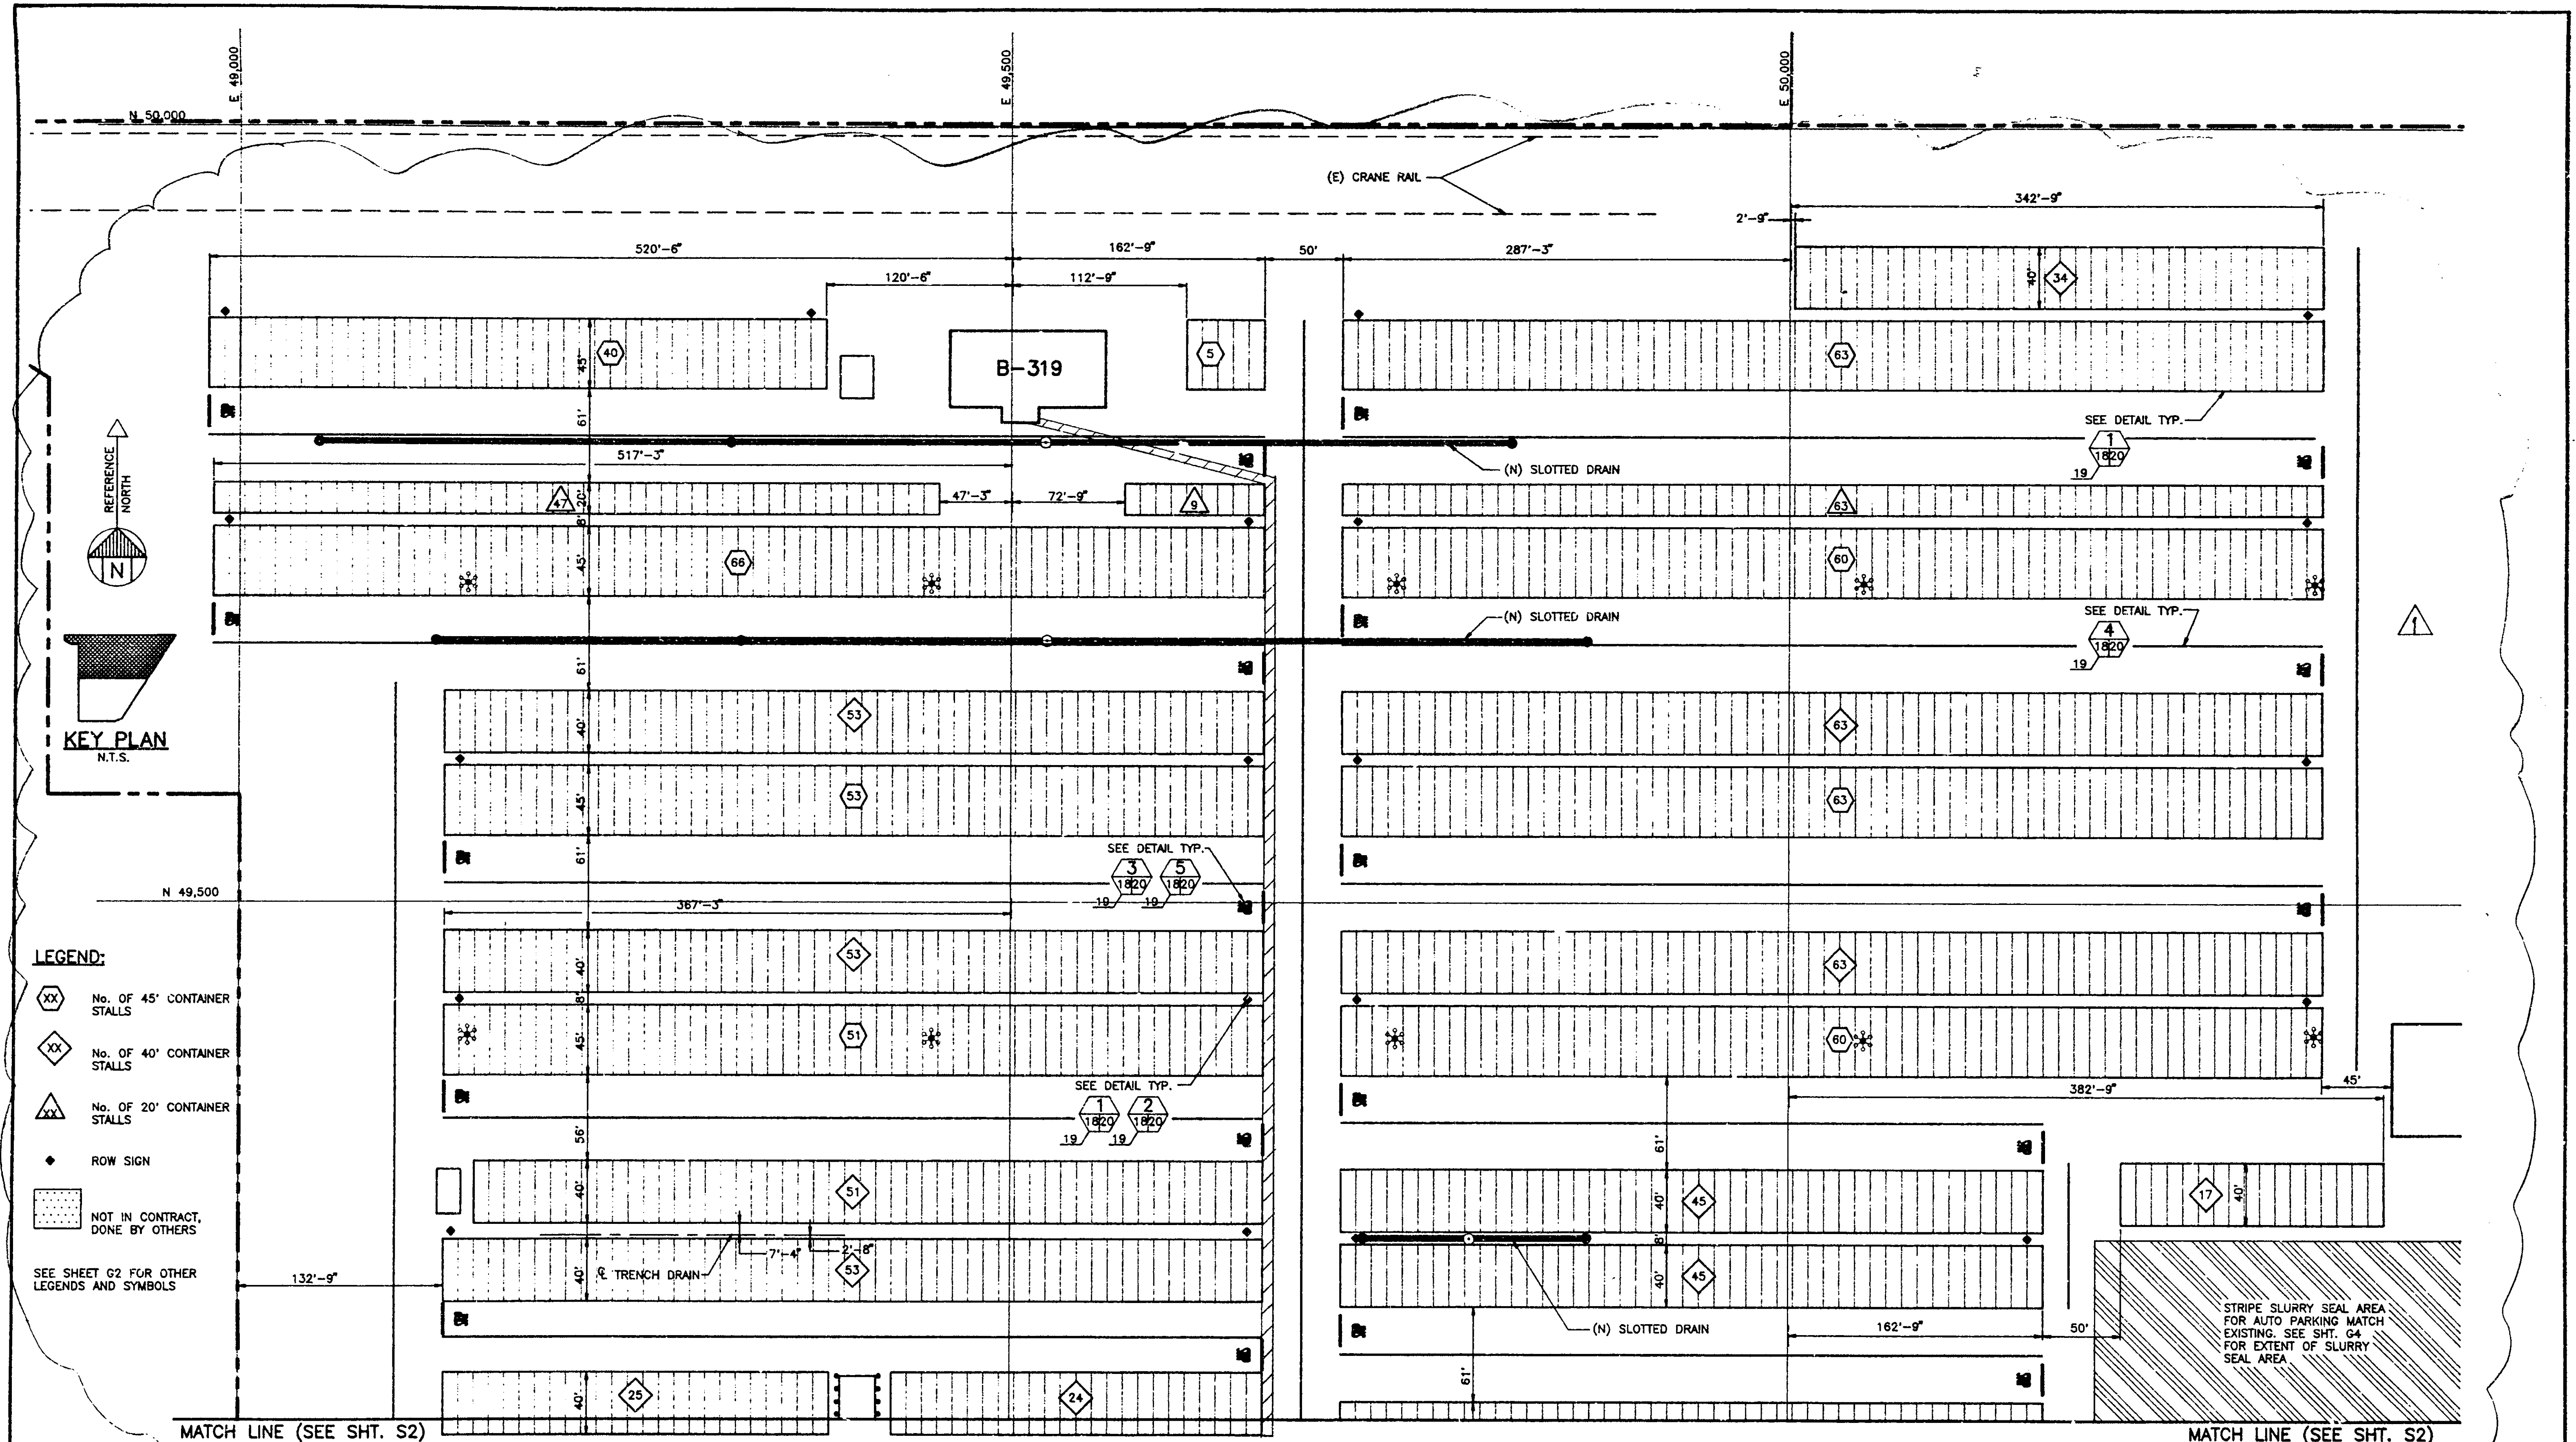 E 49,000
E 49,500
E 50,000
N 50,000
(E) CRANE RAIL
342'-9"
2'-9"
520'-6"
162'-9"
50'
287'-3"
120'-6"
112'-9"
40'
34
40
45'
B-319
5
63
61'
SEE DETAIL TYP.
1
1820
19
REFERENCE
NORTH
517'-3"
(N) SLOTTED DRAIN
47
20'
47'-3"
72'-9"
9
63
8'
N
66
45'
60
SEE DETAIL TYP.
4
1820
19
(N) SLOTTED DRAIN
1
61'
KEY PLAN
N.T.S.
53
40'
63
53
45'
63
61'
SEE DETAIL TYP.
3
1820
19
5
1820
19
N 49,500
367'-3"
LEGEND:
53
40'
63
XX
No. OF 45' CONTAINER
STALLS
8'
51
45'
60
XX
No. OF 40' CONTAINER
STALLS
SEE DETAIL TYP.
1
1820
19
2
1820
19
45'
382'-9"
XX
No. OF 20' CONTAINER
STALLS
56'
61'
ROW SIGN
51
40'
45
40'
17
40'
NOT IN CONTRACT,
DONE BY OTHERS
7'-4"
2'-8"
8'
SEE SHEET G2 FOR OTHER
LEGENDS AND SYMBOLS
132'-9"
53
40'
℄ TRENCH DRAIN
45
40'
(N) SLOTTED DRAIN
162'-9"
50'
STRIPE SLURRY SEAL AREA
FOR AUTO PARKING MATCH
EXISTING. SEE SHT. G4
FOR EXTENT OF SLURRY
SEAL AREA
61'
25
40'
24
MATCH LINE (SEE SHT. S2)
MATCH LINE (SEE SHT. S2)